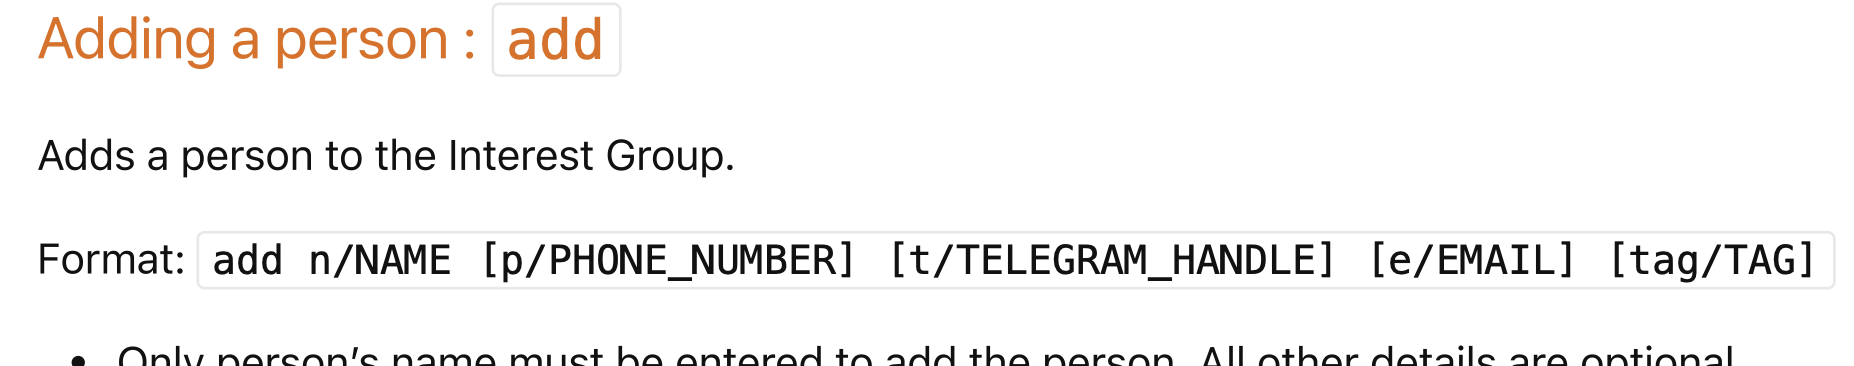 Adding a person : add
Adds a person to the Interest Group.
Format: add n/NAME [p/PHONE_NUMBER] [t/TELEGRAM_HANDLE] [e/EMAIL] [tag/TAG]
• Only person’s name must be entered to add the person. All other details are optional